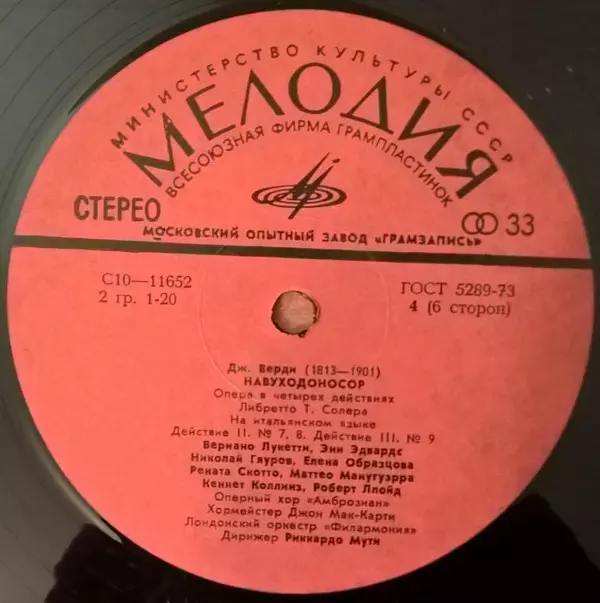 МИНИСТЕРСТВО КУЛЬТУРЫ СССР
МЕЛОДИЯ
ВСЕСОЮЗНАЯ ФИРМА ГРАМПЛАСТИНОК
СТЕРЕО
33
МОСКОВСКИЙ ОПЫТНЫЙ ЗАВОД «ГРАМЗАПИСЬ»
С10—11652
ГОСТ 5289-73
2 гр. 1-20
4 (6 сторон)
Дж. Верди (1813—1901)
НАВУХОДОНОСОР
Опера в четырех действиях
Либретто Т. Солера
На итальянском языке
Действие II. № 7, 8. Действие III. № 9
Вериано Лукетти, Энн Эдвардс
Николай Гяуров, Елена Образцова
Рената Скотто, Маттео Манугуэрра
Кеннет Коллинз, Роберт Ллойд
Оперный хор «Амброзиан»
Хормейстер Джон Мак-Карти
Лондонский оркестр «Филармония»
Дирижер Риккардо Мути